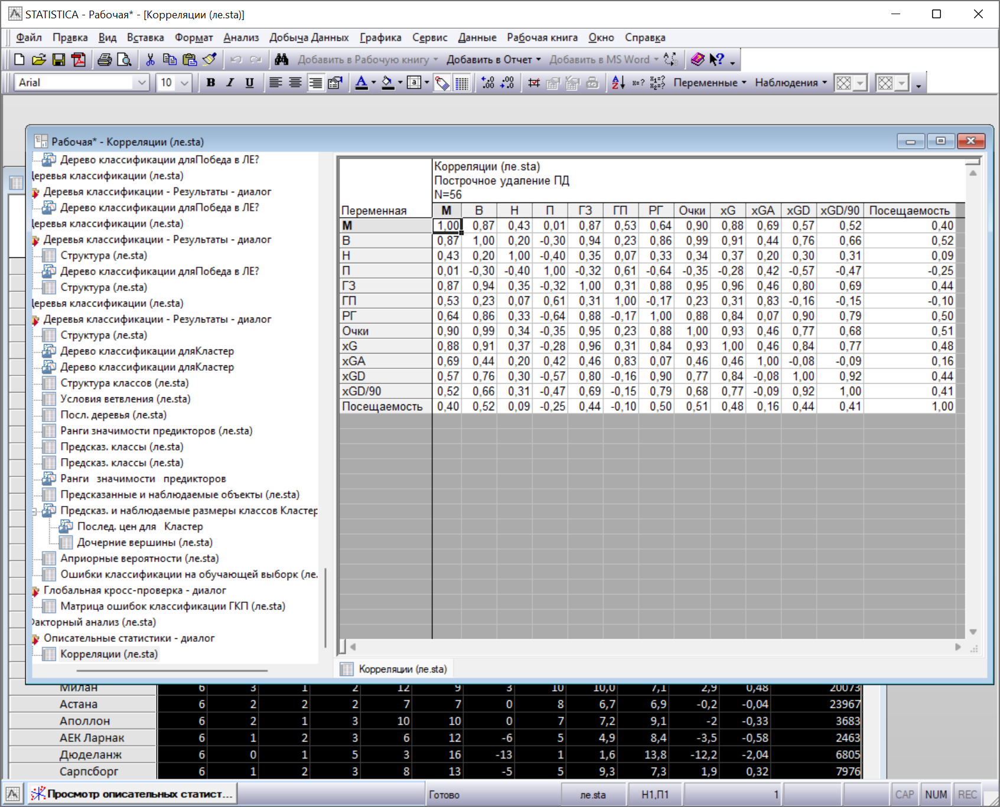 STATISTICA - Рабочая* - [Корреляции (ле.sta)]
Файл Правка Вид Вставка Формат Анализ Добыча Данных Графика Сервис Данные Рабочая книга Окно Справка
Добавить в Рабочую книгу Добавить в Отчет Добавить в MS Word
Arial 10 B I U Переменные Наблюдения
Рабочая* - Корреляции (ле.sta)
Дерево классификации дляПобеда в ЛЕ?
еревья классификации (ле.sta)
Деревья классификации - Результаты - диалог
Дерево классификации дляПобеда в ЛЕ?
еревья классификации (ле.sta)
Деревья классификации - Результаты - диалог
Структура (ле.sta)
Дерево классификации дляПобеда в ЛЕ?
Структура (ле.sta)
еревья классификации (ле.sta)
Деревья классификации - Результаты - диалог
Структура (ле.sta)
Дерево классификации дляКластер
Дерево классификации дляКластер
Структура классов (ле.sta)
Условия ветвления (ле.sta)
Посл. деревья (ле.sta)
Ранги значимости предикторов (ле.sta)
Предсказ. классы (ле.sta)
Предсказ. классы (ле.sta)
Ранги значимости предикторов
Предсказанные и наблюдаемые объекты (ле.sta)
Предсказ. и наблюдаемые размеры классов Кластер
Послед. цен для Кластер
Дочерние вершины (ле.sta)
Априорные вероятности (ле.sta)
Ошибки классификации на обучающей выборк (ле.
Глобальная кросс-проверка - диалог
Матрица ошибок классификации ГКП (ле.sta)
Факторный анализ (ле.sta)
Описательные статистики - диалог
Корреляции (ле.sta)
Корреляции (ле.sta)
Построчное удаление ПД
N=56
Переменная М В Н П ГЗ ГП РГ Очки xG xGA xGD xGD/90 Посещаемость
М 1,00 0,87 0,43 0,01 0,87 0,53 0,64 0,90 0,88 0,69 0,57 0,52 0,40
В 0,87 1,00 0,20 -0,30 0,94 0,23 0,86 0,99 0,91 0,44 0,76 0,66 0,52
Н 0,43 0,20 1,00 -0,40 0,35 0,07 0,33 0,34 0,37 0,20 0,30 0,31 0,09
П 0,01 -0,30 -0,40 1,00 -0,32 0,61 -0,64 -0,35 -0,28 0,42 -0,57 -0,47 -0,25
ГЗ 0,87 0,94 0,35 -0,32 1,00 0,31 0,88 0,95 0,96 0,46 0,80 0,69 0,44
ГП 0,53 0,23 0,07 0,61 0,31 1,00 -0,17 0,23 0,31 0,83 -0,16 -0,15 -0,10
РГ 0,64 0,86 0,33 -0,64 0,88 -0,17 1,00 0,88 0,84 0,07 0,90 0,79 0,50
Очки 0,90 0,99 0,34 -0,35 0,95 0,23 0,88 1,00 0,93 0,46 0,77 0,68 0,51
xG 0,88 0,91 0,37 -0,28 0,96 0,31 0,84 0,93 1,00 0,46 0,84 0,77 0,48
xGA 0,69 0,44 0,20 0,42 0,46 0,83 0,07 0,46 0,46 1,00 -0,08 -0,09 0,16
xGD 0,57 0,76 0,30 -0,57 0,80 -0,16 0,90 0,77 0,84 -0,08 1,00 0,92 0,44
xGD/90 0,52 0,66 0,31 -0,47 0,69 -0,15 0,79 0,68 0,77 -0,09 0,92 1,00 0,41
Посещаемость 0,40 0,52 0,09 -0,25 0,44 -0,10 0,50 0,51 0,48 0,16 0,44 0,41 1,00
Корреляции (ле.sta)
Милан 6 3 1 2 12 9 3 10 10,0 7,1 2,9 0,48 20073
Астана 6 2 2 2 7 7 0 8 6,7 6,9 -0,2 -0,04 23967
Аполлон 6 2 1 3 10 10 0 7 7,2 9,1 -2 -0,33 3683
АЕК Ларнак 6 1 2 3 6 12 -6 5 4,9 8,4 -3,5 -0,58 2463
Дюделанж 6 0 1 5 3 16 -13 1 1,6 13,8 -12,2 -2,04 6805
Сарпсборг 6 1 2 3 8 13 -5 5 9,3 7,3 1,9 0,32 7976
Просмотр описательных статист... Готово ле.sta Н1,П1 1 CAP NUM REC